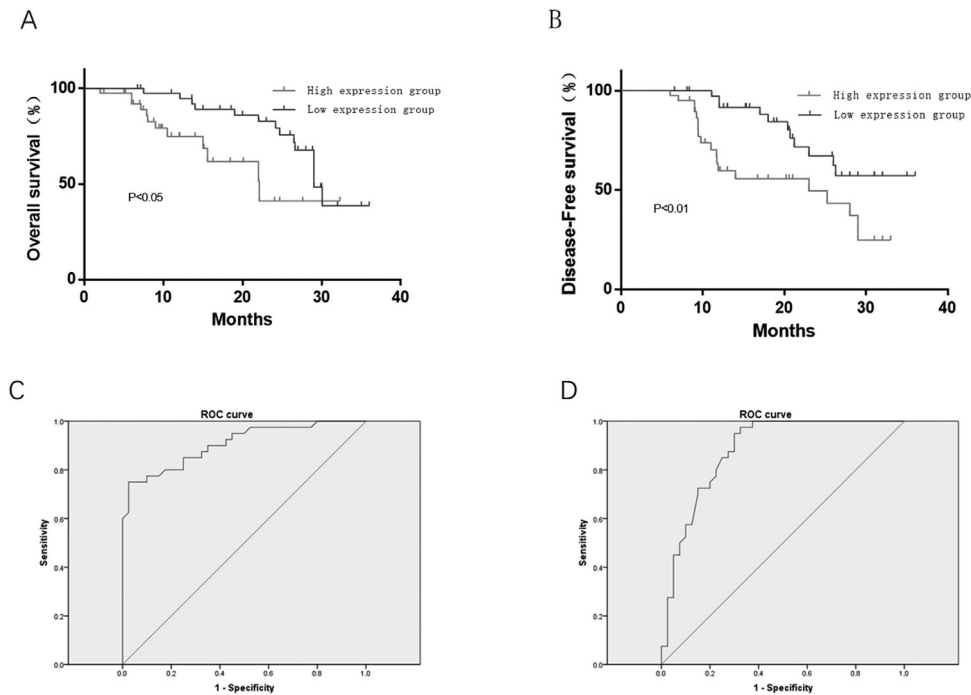 A
Overall survival (%)
100
50
0
High expression group
Low expression group
P<0.05
0 10 20 30 40
Months
B
Disease-Free survival (%)
100
50
0
High expression group
Low expression group
P<0.01
0 10 20 30 40
Months
C
ROC curve
Sensitivity
1.0
0.8
0.6
0.4
0.2
0.0
0.0 0.2 0.4 0.6 0.8 1.0
1 - Specificity
D
ROC curve
Sensitivity
1.0
0.8
0.6
0.4
0.2
0.0
0.0 0.2 0.4 0.6 0.8 1.0
1 - Specificity